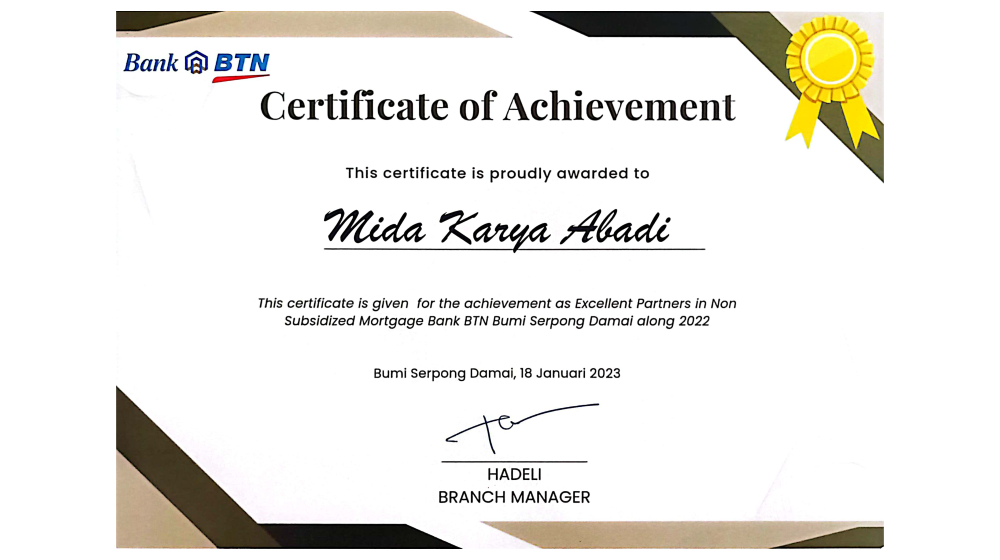 Bank BTN
Certificate of Achievement
This certificate is proudly awarded to
Mida Karya Abadi
This certificate is given for the achievement as Excellent Partners in Non
Subsidized Mortgage Bank BTN Bumi Serpong Damai along 2022
Bumi Serpong Damai, 18 Januari 2023
HADELI
BRANCH MANAGER